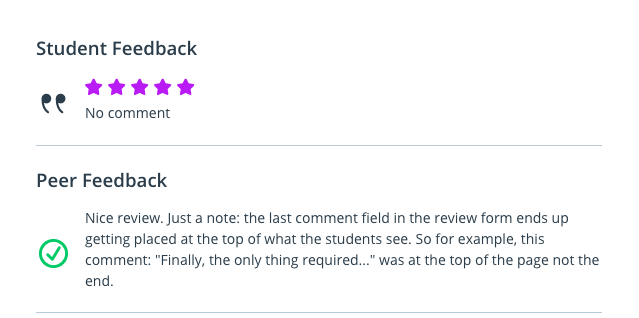 Student Feedback
No comment
Peer Feedback
Nice review. Just a note: the last comment field in the review form ends up
getting placed at the top of what the students see. So for example, this
comment: "Finally, the only thing required..." was at the top of the page not the
end.